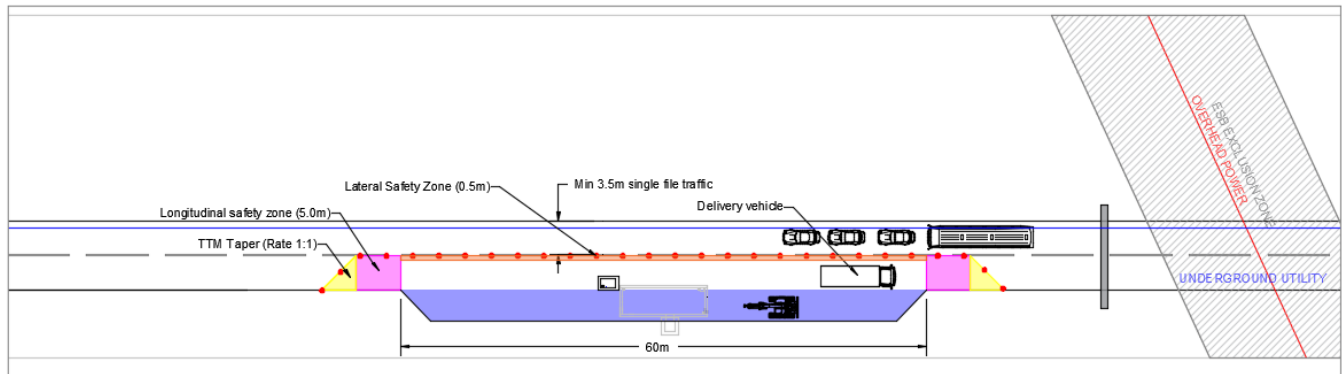 Lateral Safety Zone (0.5m)
Min 3.5m single file traffic
Longitudinal safety zone (5.0m)
Delivery vehicle
TTM Taper (Rate 1:1)
ESB EXCLUSION ZONE
OVERHEAD POWER
UNDERGROUND UTILITY
60m